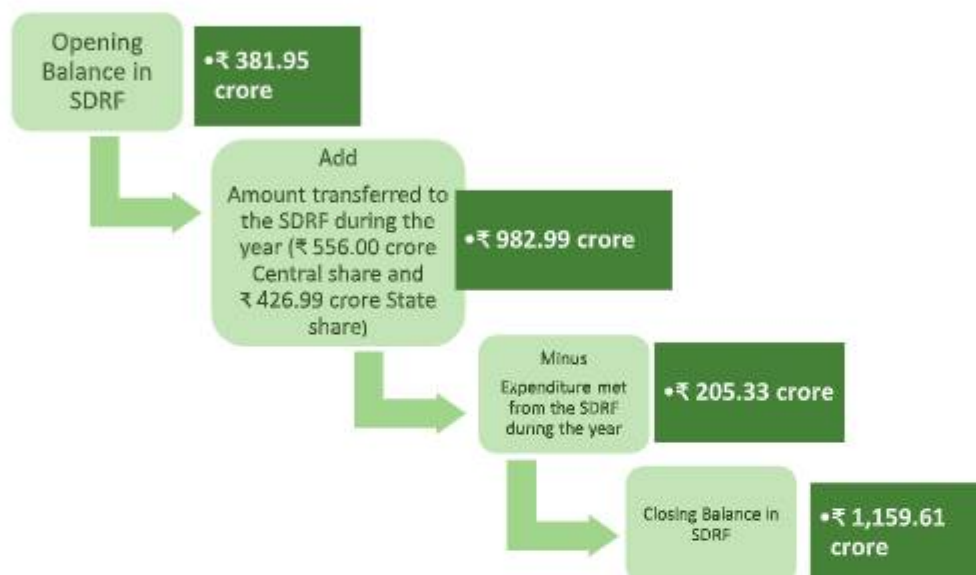 Opening
Balance in
SDRF
•₹ 381.95
crore
Add
Amount transferred to
the SDRF during the
year (₹ 556.00 crore
Central share and
₹ 426.99 crore State
share)
•₹ 982.99 crore
Minus
Expenditure met
from the SDRF
during the year
•₹ 205.33 crore
Closing Balance in
SDRF
•₹ 1,159.61
crore